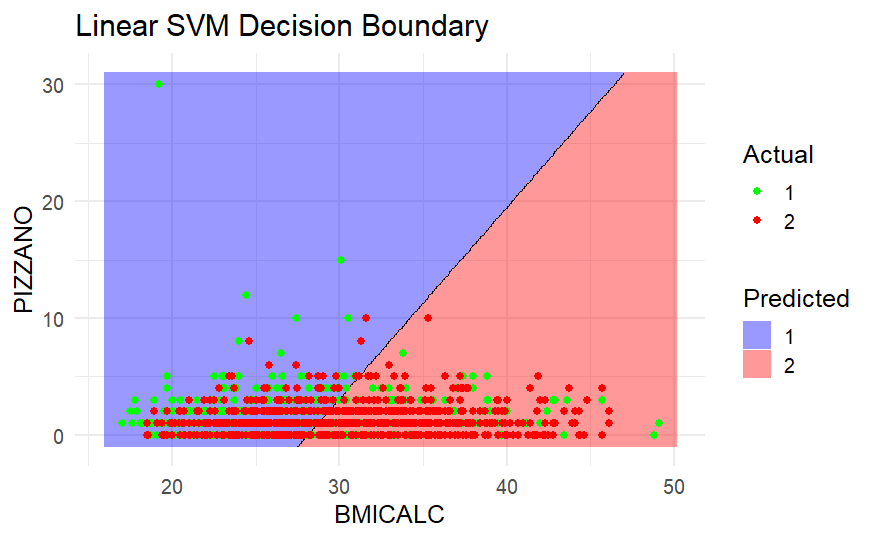 Linear SVM Decision Boundary
PIZZANO
30
20
10
0
20
30
40
50
BMICALC
Actual
1
2
Predicted
1
2